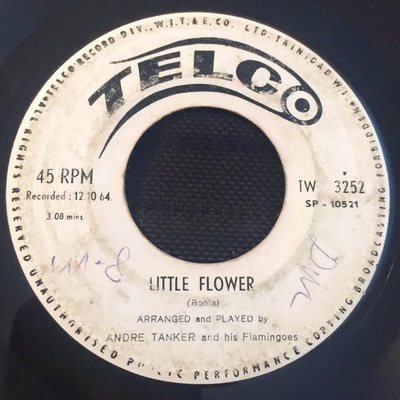 TELCO RECORD DIV., W.I.T. & E. CO. LTD. TRINIDAD W.I.
TELCO
45 RPM
Recorded : 12.10 64.
3.08 mins
TW 3252
SP - 10521
LITTLE FLOWER
(Bonfa)
ARRANGED and PLAYED by
ANDRE TANKER and his Flamingoes
RIGHTS RESERVED UNAUTHORISED PUBLIC PERFORMANCE COPYING BROADCASTING FORBIDDEN